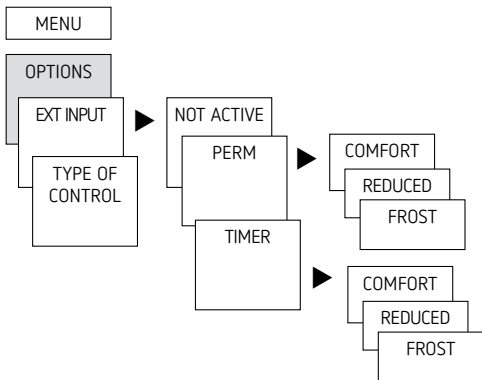 MENU
OPTIONS
EXT INPUT
TYPE OF
CONTROL
NOT ACTIVE
PERM
TIMER
COMFORT
REDUCED
FROST
COMFORT
REDUCED
FROST